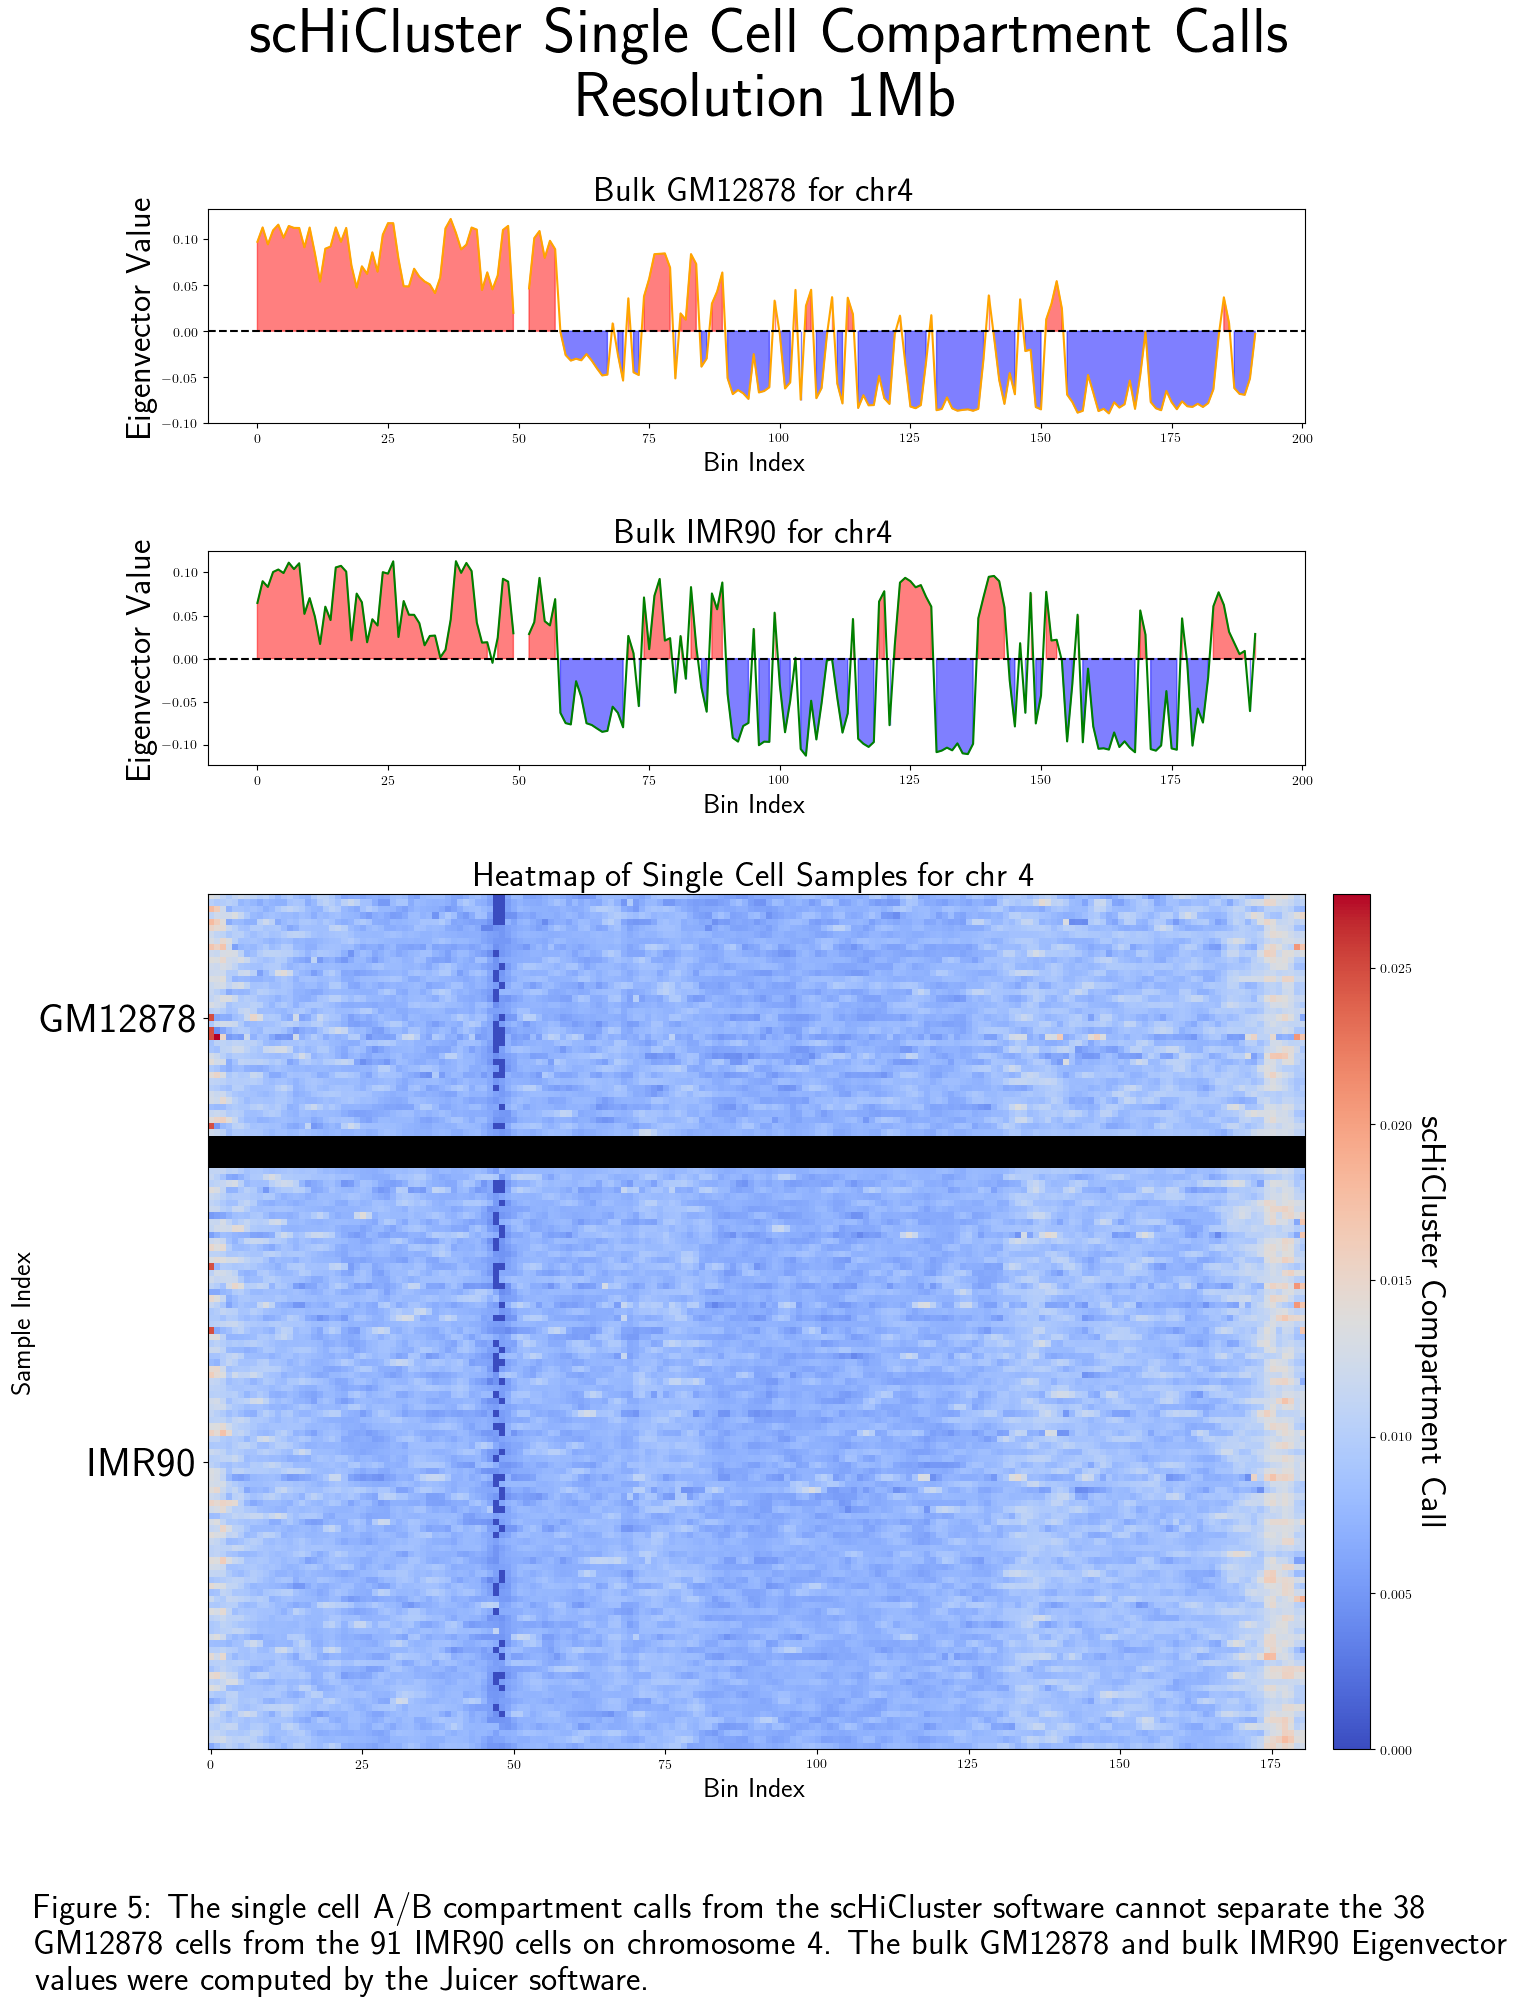 scHiCluster Single Cell Compartment Calls
Resolution 1Mb
Bulk GM12878 for chr4
Eigenvector Value
0.10
0.05
0.00
−0.05
−0.10
0 25 50 75 100 125 150 175 200
Bin Index
Bulk IMR90 for chr4
Eigenvector Value
0.10
0.05
0.00
−0.05
−0.10
0 25 50 75 100 125 150 175 200
Bin Index
Heatmap of Single Cell Samples for chr 4
Sample Index
GM12878
IMR90
0 25 50 75 100 125 150 175
Bin Index
0.025
0.020
0.015
0.010
0.005
0.000
scHiCluster Compartment Call
Figure 5: The single cell A/B compartment calls from the scHiCluster software cannot separate the 38
GM12878 cells from the 91 IMR90 cells on chromosome 4. The bulk GM12878 and bulk IMR90 Eigenvector
values were computed by the Juicer software.